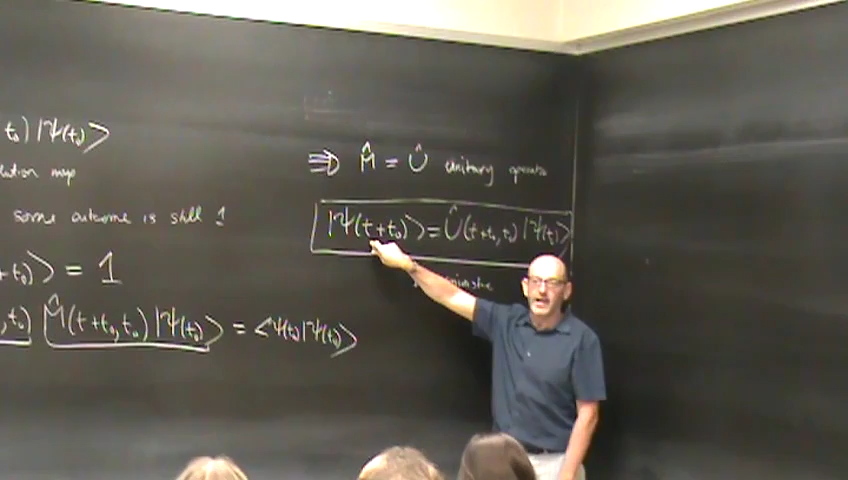 t₀)|Ψ(t₀)⟩
map
some outcome is still 1
t₀)⟩ = 1
, t₀) M̂(t+t₀, t₀)|Ψ(t₀)⟩ = ⟨Ψ(t₀)|Ψ(t₀)⟩
⇛ M̂ = Û unitary operator
|Ψ(t+t₀)⟩ = Û(t+t₀, t₀)|Ψ(t₀)⟩